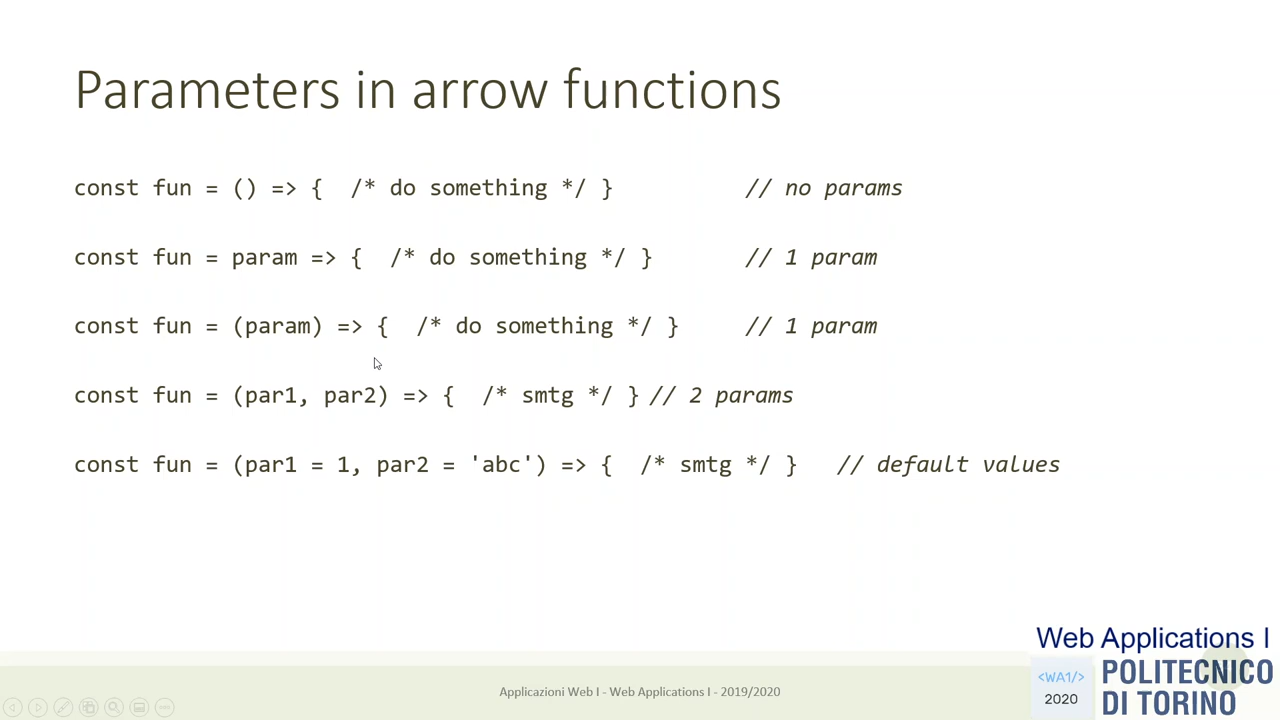 Parameters in arrow functions
const fun = () => { /* do something */ } // no params
const fun = param => { /* do something */ } // 1 param
const fun = (param) => { /* do something */ } // 1 param
const fun = (par1, par2) => { /* smtg */ } // 2 params
const fun = (par1 = 1, par2 = 'abc') => { /* smtg */ } // default values
Web Applications I
Applicazioni Web I - Web Applications I - 2019/2020
<WA1/>
2020
POLITECNICO
DI TORINO